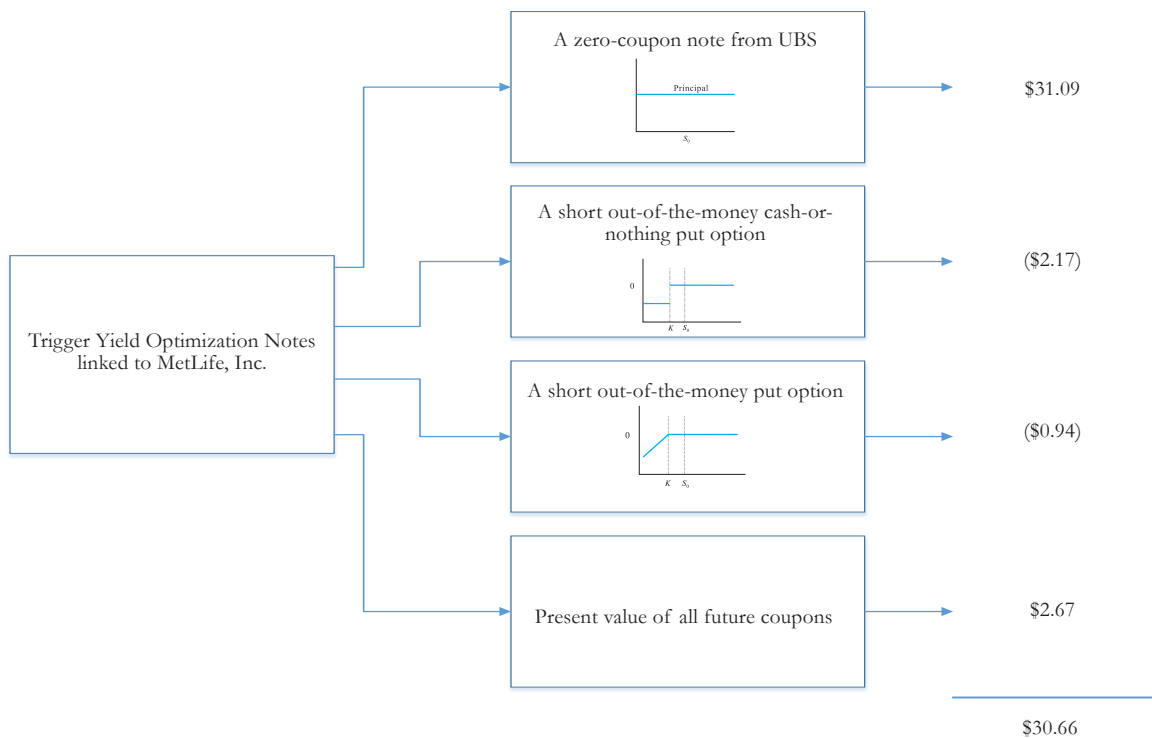 A zero-coupon note from UBS
Principal
S₀
$31.09
A short out-of-the-money cash-or-
nothing put option
0
K S₀
($2.17)
Trigger Yield Optimization Notes
linked to MetLife, Inc.
A short out-of-the-money put option
0
K S₀
($0.94)
Present value of all future coupons
$2.67
$30.66